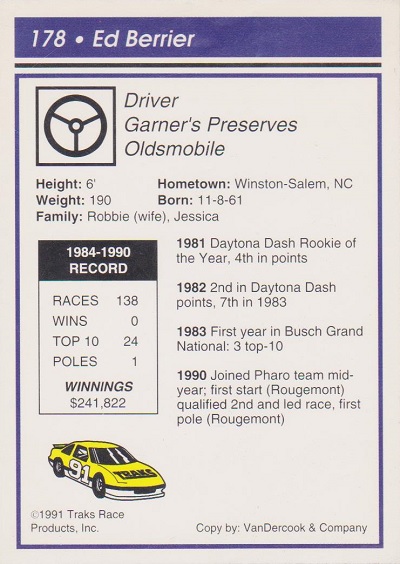 178 • Ed Berrier
Driver
Garner's Preserves
Oldsmobile
Height: 6'
Hometown: Winston-Salem, NC
Weight: 190
Born: 11-8-61
Family: Robbie (wife), Jessica
1984-1990
RECORD
RACES 138
WINS 0
TOP 10 24
POLES 1
WINNINGS
$241,822
1981 Daytona Dash Rookie of
the Year, 4th in points
1982 2nd in Daytona Dash
points, 7th in 1983
1983 First year in Busch Grand
National: 3 top-10
1990 Joined Pharo team mid-
year; first start (Rougemont)
qualified 2nd and led race, first
pole (Rougemont)
91
TRAKS
©1991 Traks Race
Products, Inc.
Copy by: VanDercook & Company